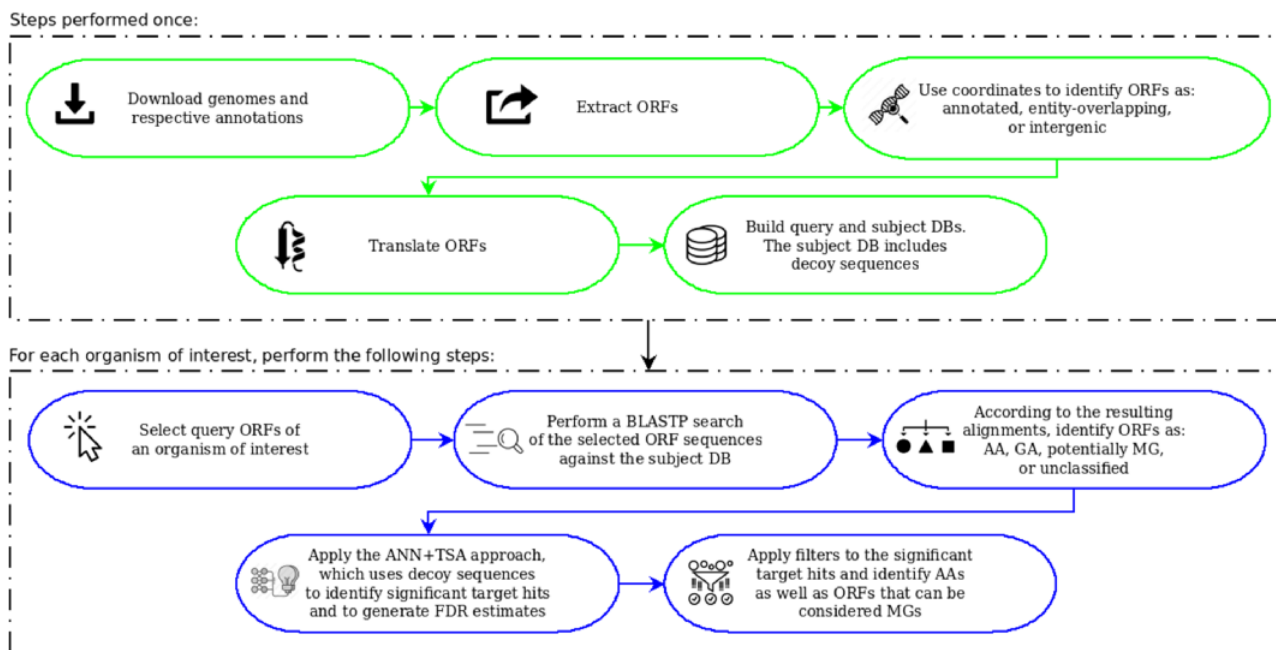 Steps performed once:
Download genomes and
respective annotations
Extract ORFs
Use coordinates to identify ORFs as:
annotated, entity-overlapping,
or intergenic
Translate ORFs
Build query and subject DBs.
The subject DB includes
decoy sequences
For each organism of interest, perform the following steps:
Select query ORFs of
an organism of interest
Perform a BLASTP search
of the selected ORF sequences
against the subject DB
According to the resulting
alignments, identify ORFs as:
AA, GA, potentially MG,
or unclassified
Apply the ANN+TSA approach,
which uses decoy sequences
to identify significant target hits
and to generate FDR estimates
Apply filters to the significant
target hits and identify AAs
as well as ORFs that can be
considered MGs